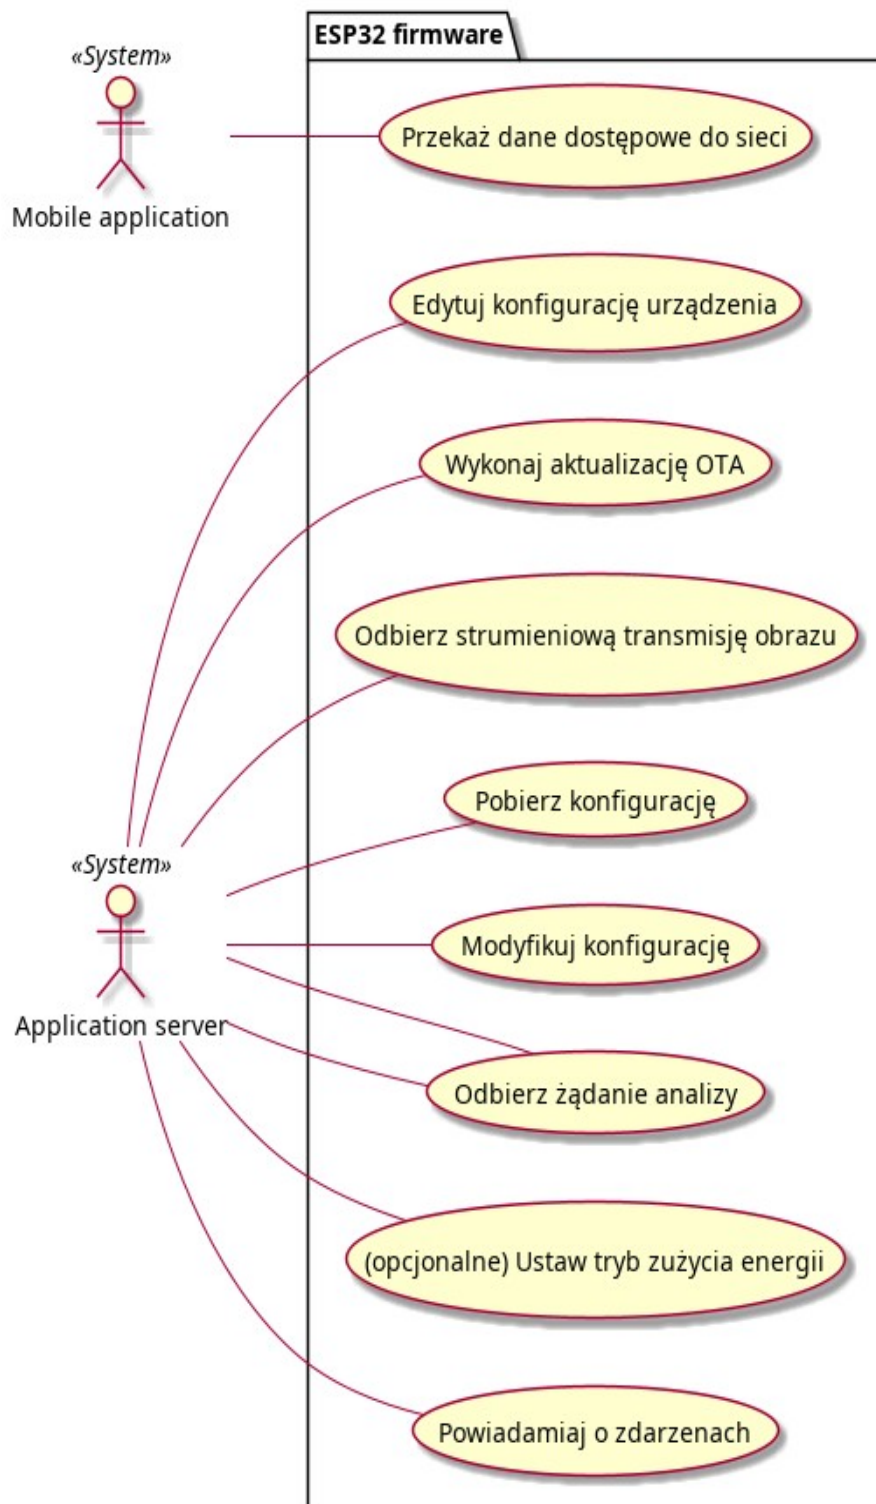 ESP32 firmware
«System»
Mobile application
Przekaż dane dostępowe do sieci
Edytuj konfigurację urządzenia
Wykonaj aktualizację OTA
Odbierz strumieniową transmisję obrazu
Pobierz konfigurację
«System»
Application server
Modyfikuj konfigurację
Odbierz żądanie analizy
(opcjonalne) Ustaw tryb zużycia energii
Powiadamiaj o zdarzenach